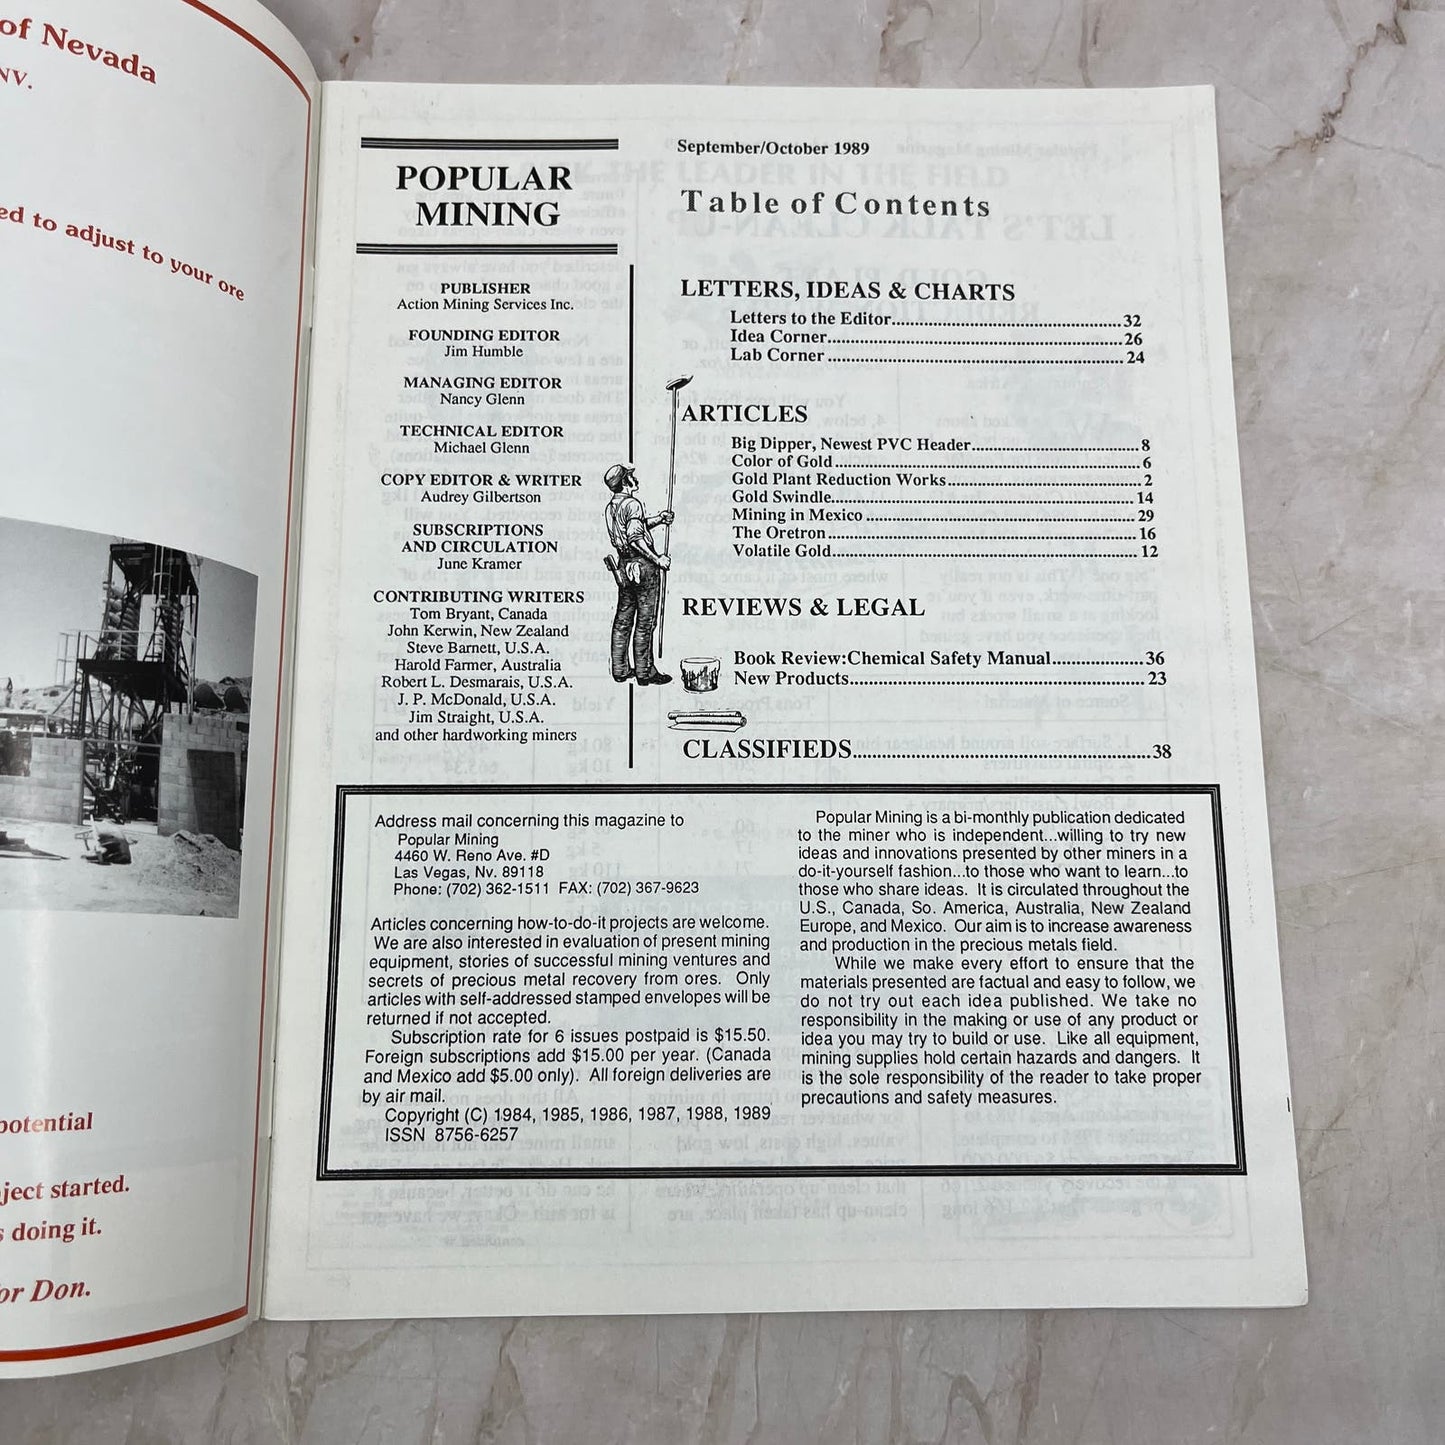 of Nevada
NV.
ed to adjust to your ore
potential
ject started.
s doing it.
for Don.
POPULAR
MINING
PUBLISHER
Action Mining Services Inc.
FOUNDING EDITOR
Jim Humble
MANAGING EDITOR
Nancy Glenn
TECHNICAL EDITOR
Michael Glenn
COPY EDITOR & WRITER
Audrey Gilbertson
SUBSCRIPTIONS
AND CIRCULATION
June Kramer
CONTRIBUTING WRITERS
Tom Bryant, Canada
John Kerwin, New Zealand
Steve Barnett, U.S.A.
Harold Farmer, Australia
Robert L. Desmarais, U.S.A.
J. P. McDonald, U.S.A.
Jim Straight, U.S.A.
and other hardworking miners
September/October 1989
Table of Contents
LETTERS, IDEAS & CHARTS
Letters to the Editor..................................................32
Idea Corner................................................................26
Lab Corner ................................................................24
ARTICLES
Big Dipper, Newest PVC Header....................................8
Color of Gold ..................................................................6
Gold Plant Reduction Works..........................................2
Gold Swindle..................................................................14
Mining in Mexico ..........................................................29
The Oretron ...................................................................16
Volatile Gold..................................................................12
REVIEWS & LEGAL
Book Review:Chemical Safety Manual....................36
New Products................................................................23
CLASSIFIEDS..............................................................38
Address mail concerning this magazine to
Popular Mining
4460 W. Reno Ave. #D
Las Vegas, Nv. 89118
Phone: (702) 362-1511 FAX: (702) 367-9623
Articles concerning how-to-do-it projects are welcome.
We are also interested in evaluation of present mining
equipment, stories of successful mining ventures and
secrets of precious metal recovery from ores. Only
articles with self-addressed stamped envelopes will be
returned if not accepted.
Subscription rate for 6 issues postpaid is $15.50.
Foreign subscriptions add $15.00 per year. (Canada
and Mexico add $5.00 only). All foreign deliveries are
by air mail.
Copyright (C) 1984, 1985, 1986, 1987, 1988, 1989
ISSN 8756-6257
Popular Mining is a bi-monthly publication dedicated
to the miner who is independent...willing to try new
ideas and innovations presented by other miners in a
do-it-yourself fashion...to those who want to learn...to
those who share ideas. It is circulated throughout the
U.S., Canada, So. America, Australia, New Zealand
Europe, and Mexico. Our aim is to increase awareness
and production in the precious metals field.
While we make every effort to ensure that the
materials presented are factual and easy to follow, we
do not try out each idea published. We take no
responsibility in the making or use of any product or
idea you may try to build or use. Like all equipment,
mining supplies hold certain hazards and dangers. It
is the sole responsibility of the reader to take proper
precautions and safety measures.